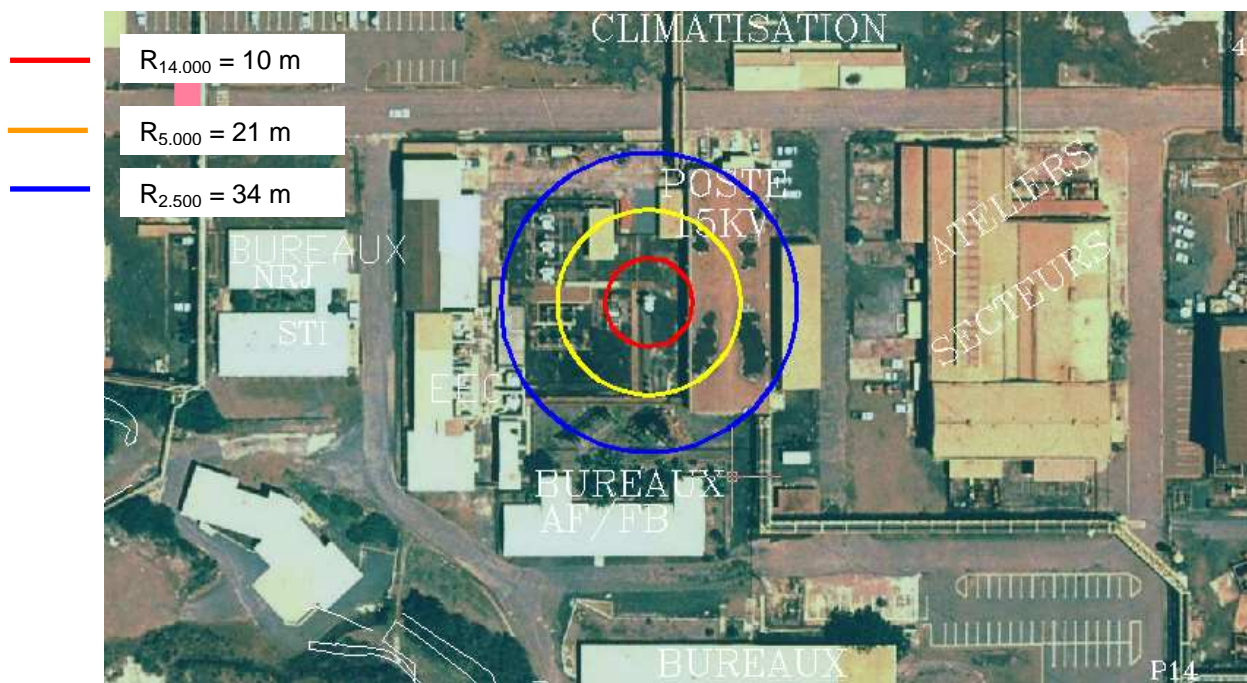 R14.000 = 10 m
R5.000 = 21 m
R2.500 = 34 m
CLIMATISATION
4
POSTE
15KV
BUREAUX
NRJ
STI
EEC
ATELIERS
SECTEURS
BUREAUX
AF/FB
BUREAUX
P14